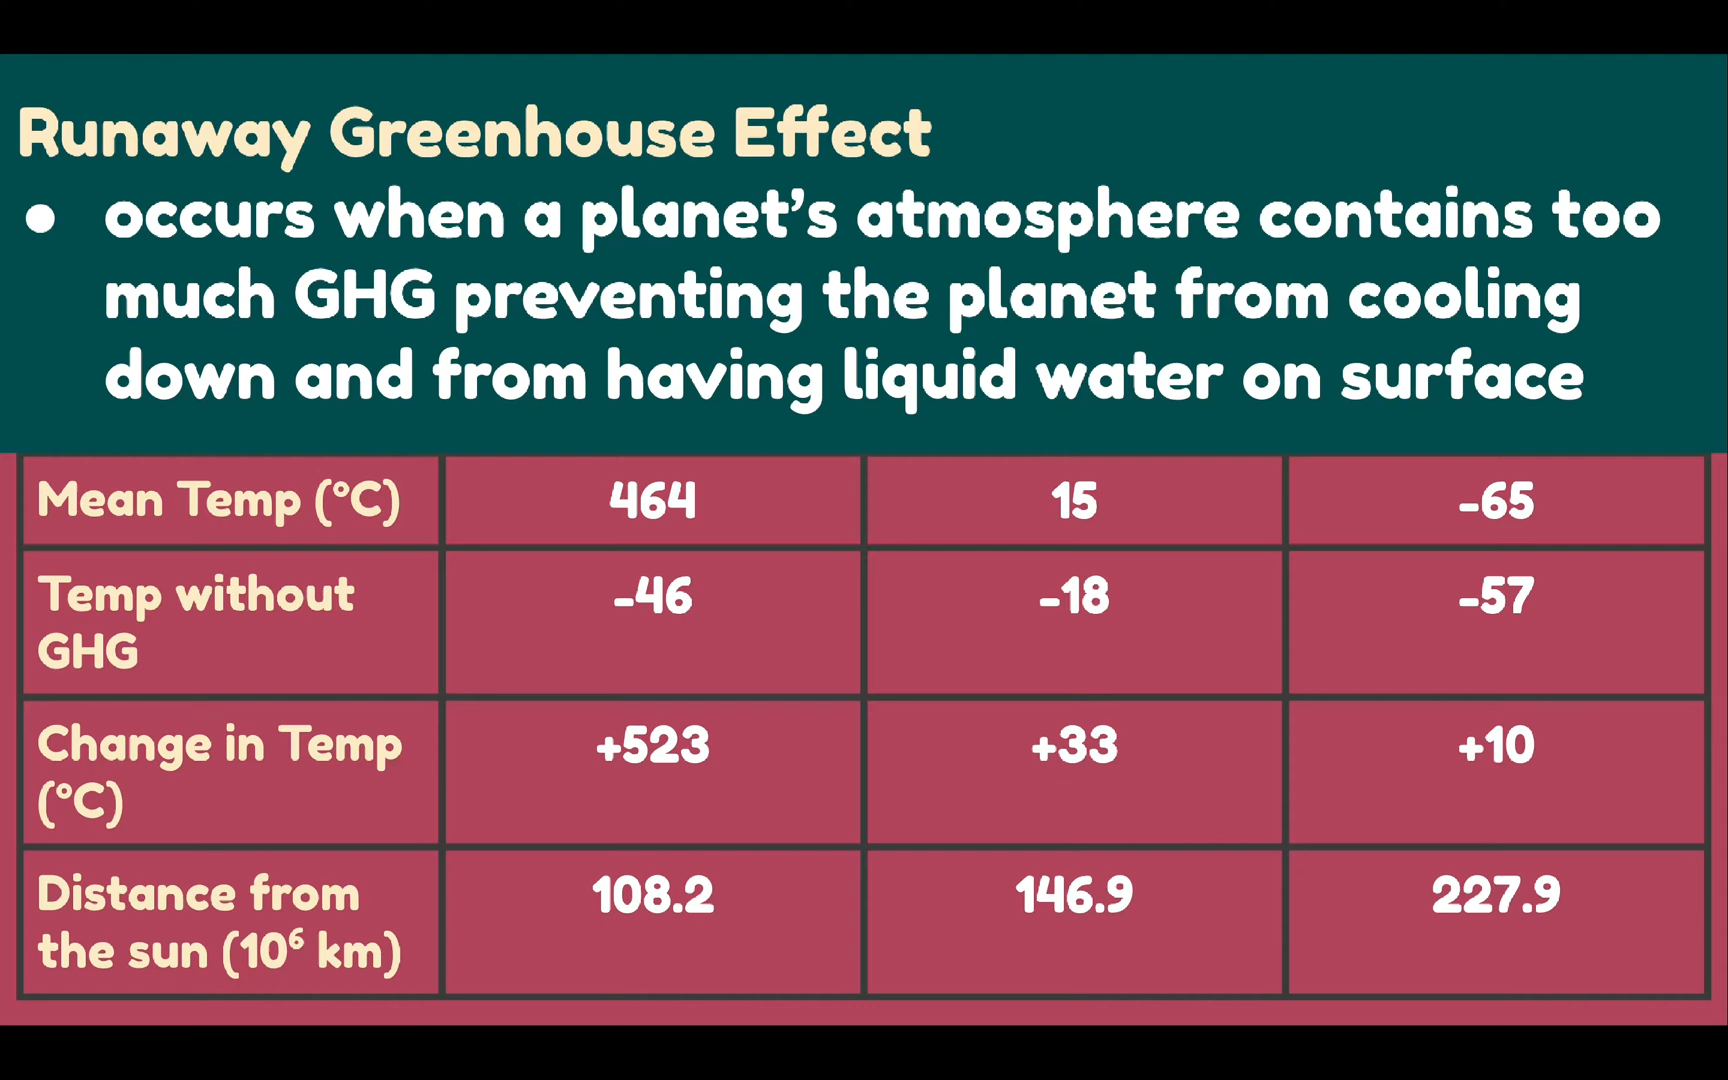 Runaway Greenhouse Effect
● occurs when a planet’s atmosphere contains too
much GHG preventing the planet from cooling
down and from having liquid water on surface
Mean Temp (°C) 464 15 -65
Temp without -46 -18 -57
GHG
Change in Temp +523 +33 +10
(°C)
Distance from 108.2 146.9 227.9
the sun (10⁶ km)